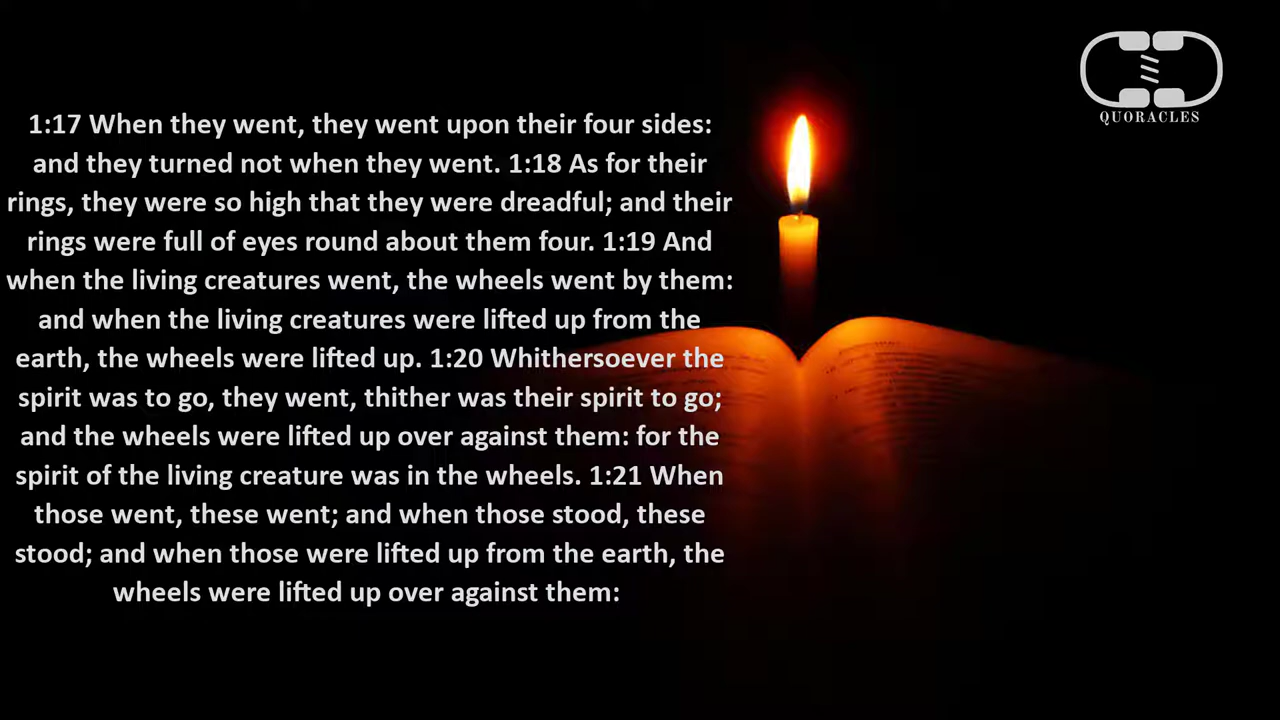 QUORACLES
1:17 When they went, they went upon their four sides:
and they turned not when they went. 1:18 As for their
rings, they were so high that they were dreadful; and their
rings were full of eyes round about them four. 1:19 And
when the living creatures went, the wheels went by them:
and when the living creatures were lifted up from the
earth, the wheels were lifted up. 1:20 Whithersoever the
spirit was to go, they went, thither was their spirit to go;
and the wheels were lifted up over against them: for the
spirit of the living creature was in the wheels. 1:21 When
those went, these went; and when those stood, these
stood; and when those were lifted up from the earth, the
wheels were lifted up over against them: